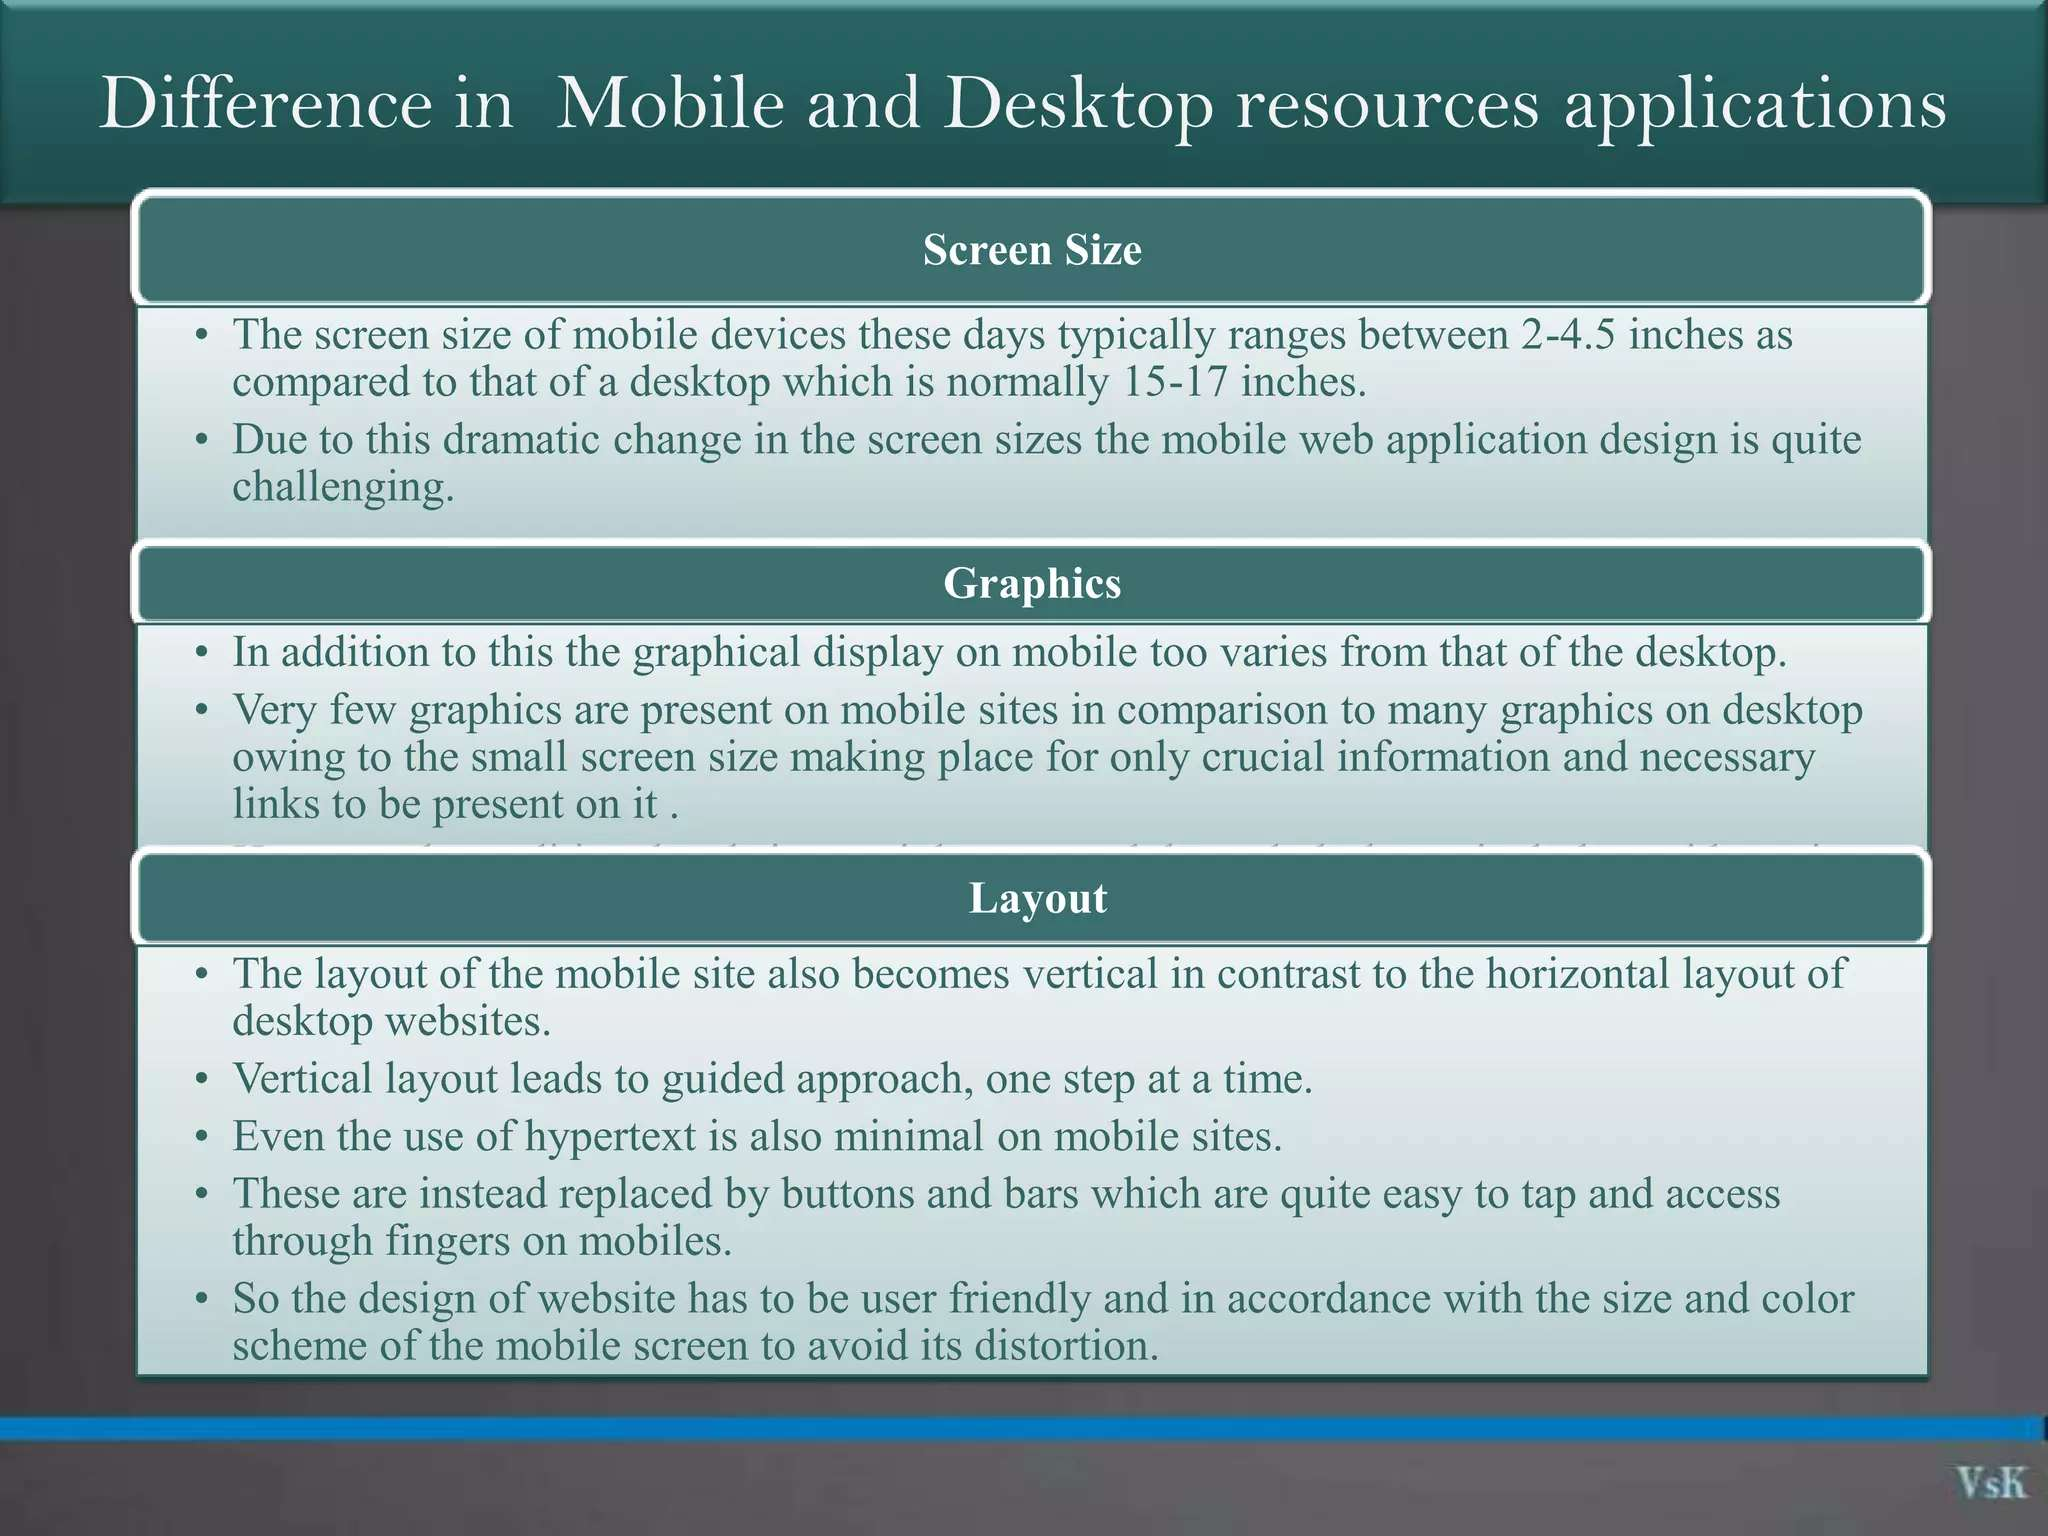 Difference in Mobile and Desktop resources applications
Screen Size
• The screen size of mobile devices these days typically ranges between 2-4.5 inches as
compared to that of a desktop which is normally 15-17 inches.
• Due to this dramatic change in the screen sizes the mobile web application design is quite
challenging.
Graphics
• In addition to this the graphical display on mobile too varies from that of the desktop.
• Very few graphics are present on mobile sites in comparison to many graphics on desktop
owing to the small screen size making place for only crucial information and necessary
links to be present on it .
Layout
• The layout of the mobile site also becomes vertical in contrast to the horizontal layout of
desktop websites.
• Vertical layout leads to guided approach, one step at a time.
• Even the use of hypertext is also minimal on mobile sites.
• These are instead replaced by buttons and bars which are quite easy to tap and access
through fingers on mobiles.
• So the design of website has to be user friendly and in accordance with the size and color
scheme of the mobile screen to avoid its distortion.
VsK